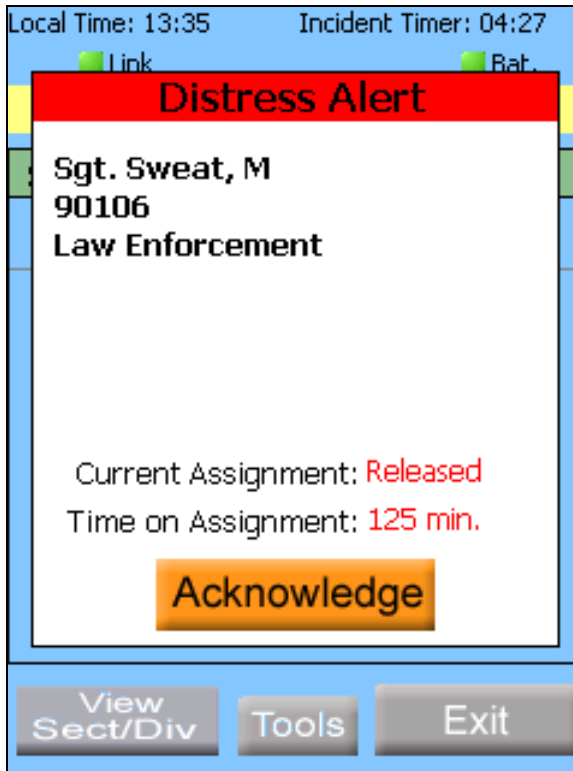 Local Time: 13:35 Incident Timer: 04:27
Link Bat.
Distress Alert
Sgt. Sweat, M
90106
Law Enforcement
Current Assignment: Released
Time on Assignment: 125 min.
Acknowledge
View
Sect/Div Tools Exit